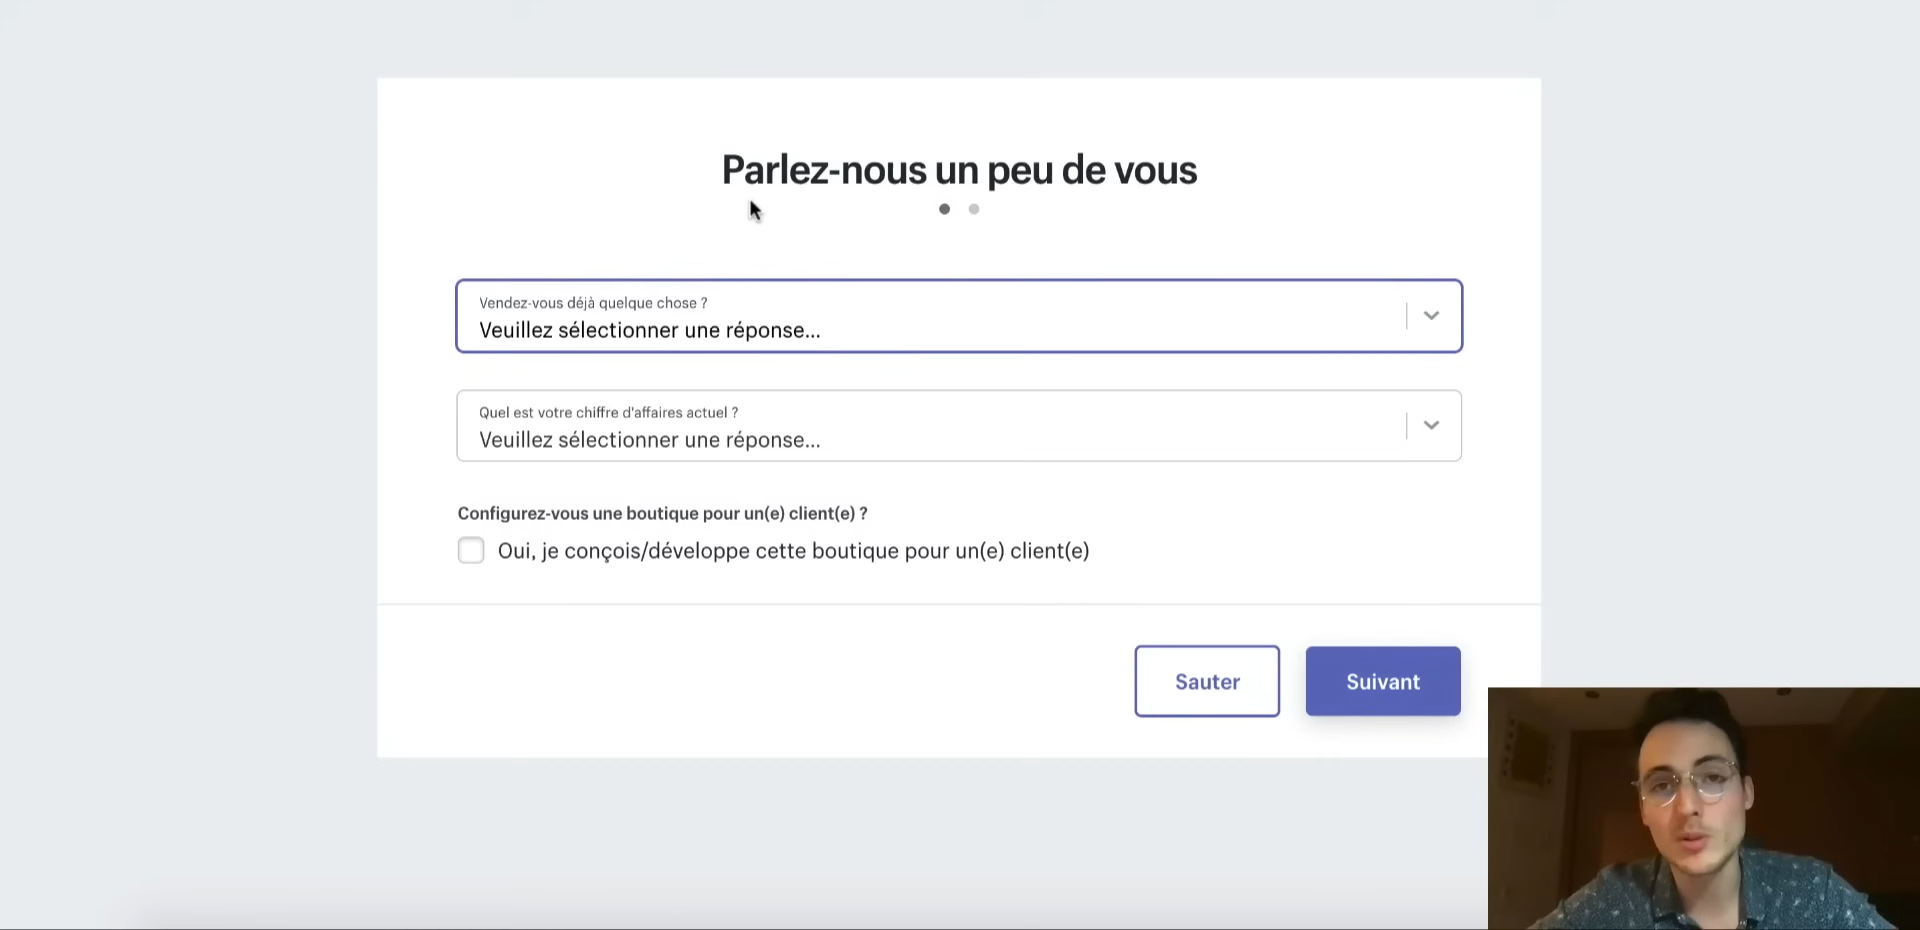 Parlez-nous un peu de vous
Vendez-vous déjà quelque chose ?
Veuillez sélectionner une réponse...
Quel est votre chiffre d'affaires actuel ?
Veuillez sélectionner une réponse...
Configurez-vous une boutique pour un(e) client(e) ?
Oui, je conçois/développe cette boutique pour un(e) client(e)
Sauter
Suivant